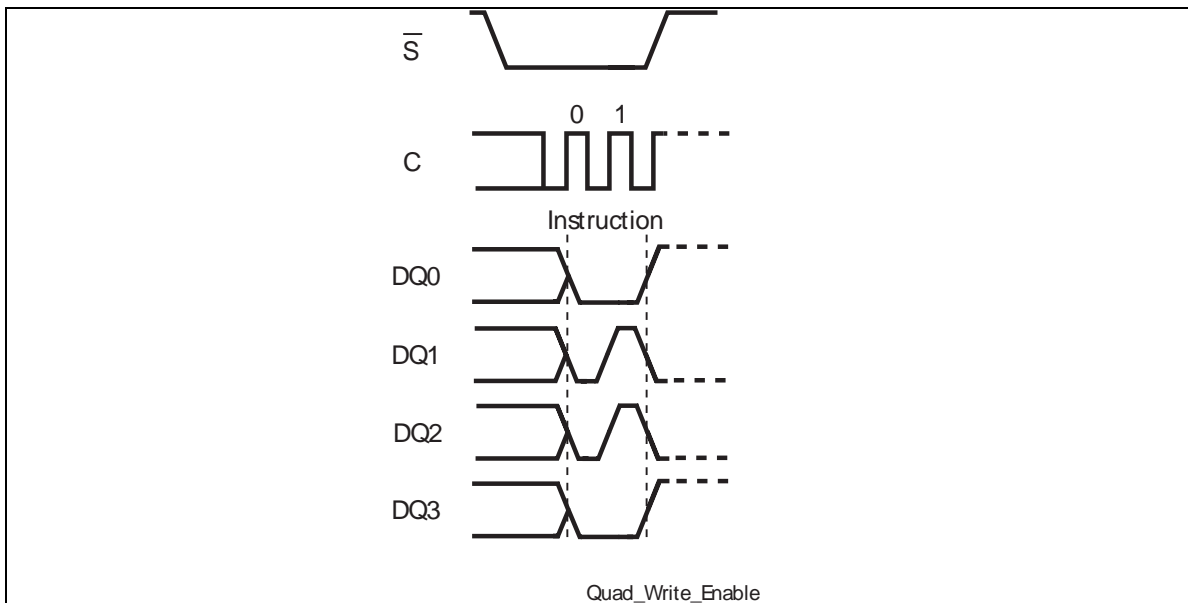 S̅
0 1
C
Instruction
DQ0
DQ1
DQ2
DQ3
Quad_Write_Enable